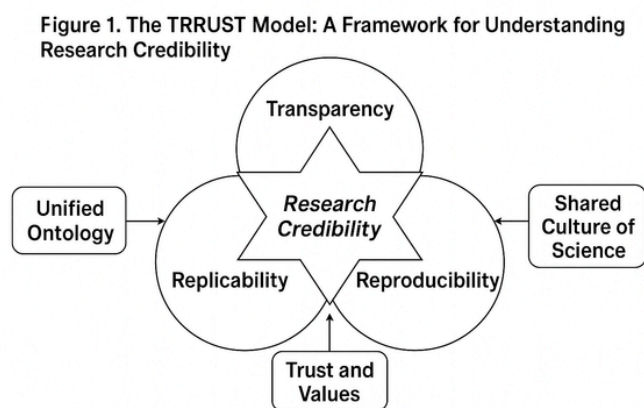 Figure 1. The TRRUST Model: A Framework for Understanding
Research Credibility
Transparency
Research
Credibility
Unified
Ontology
Shared
Culture of
Science
Replicability
Reproducibility
Trust and
Values